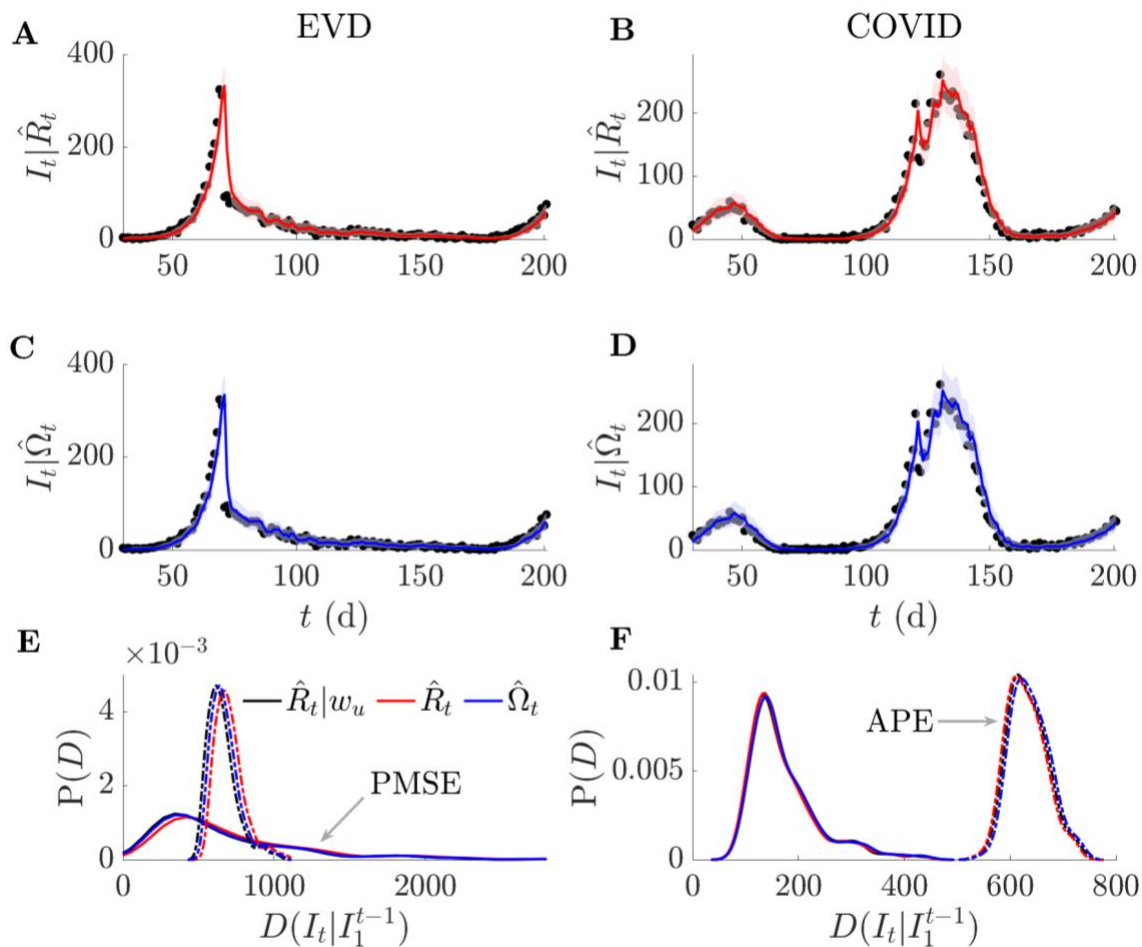 A EVD
400
200
0
50 100 150 200
I_t|R̂_t
B COVID
200
100
0
50 100 150 200
I_t|R̂_t
C
400
200
0
50 100 150 200
I_t|Ω̂_t
t (d)
D
200
100
0
50 100 150 200
I_t|Ω̂_t
t (d)
E
×10⁻³
4
2
0
0 1000 2000
P(D)
R̂_t|w_u R̂_t Ω̂_t
PMSE
D(I_t|I_1^{t−1})
F
0.01
0.005
0
0 200 400 600 800
P(D)
APE
D(I_t|I_1^{t−1})